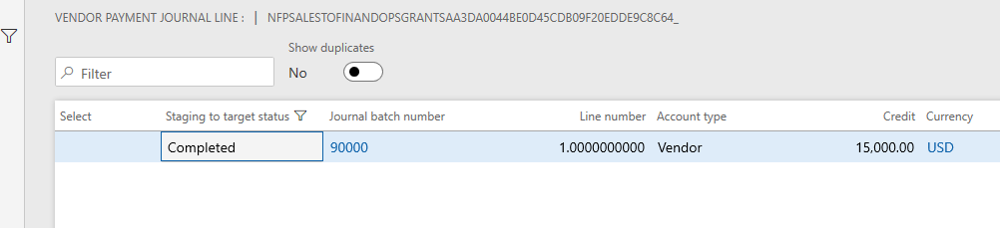 VENDOR PAYMENT JOURNAL LINE : | NFPSALESTOFINANDOPSGRANTSAA3DA0044BE0D45CDB09F20EDDE9C8C64_
Show duplicates
Filter
No
Select Staging to target status Journal batch number Line number Account type Credit Currency
Completed 90000 1.0000000000 Vendor 15,000.00 USD